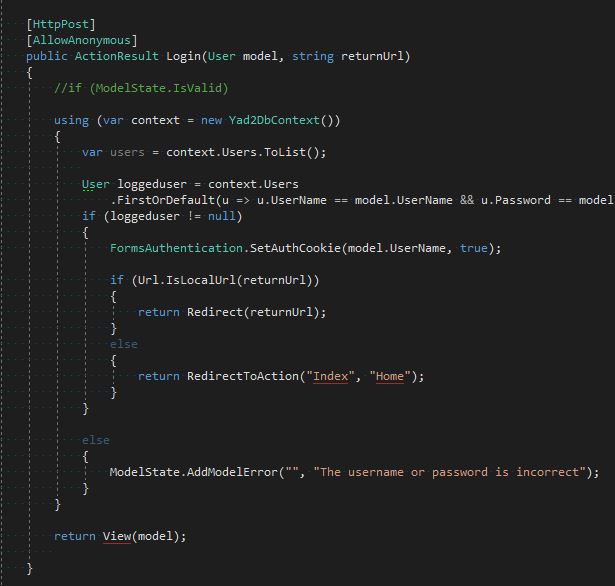 [HttpPost]
[AllowAnonymous]
public ActionResult Login(User model, string returnUrl)
{
//if (ModelState.IsValid)
using (var context = new Yad2DbContext())
{
var users = context.Users.ToList();
User loggeduser = context.Users
.FirstOrDefault(u => u.UserName == model.UserName && u.Password == model
if (loggeduser != null)
{
FormsAuthentication.SetAuthCookie(model.UserName, true);
if (Url.IsLocalUrl(returnUrl))
{
return Redirect(returnUrl);
}
else
{
return RedirectToAction("Index", "Home");
}
}
else
{
ModelState.AddModelError("", "The username or password is incorrect");
}
}
return View(model);
}